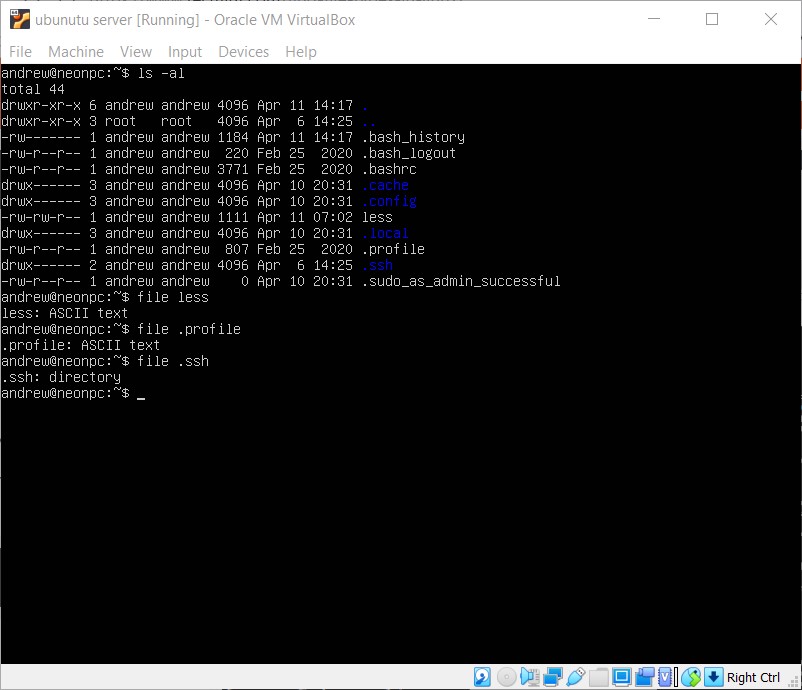 ubunutu server [Running] - Oracle VM VirtualBox
File Machine View Input Devices Help
andrew@neonpc:~$ ls -al
total 44
drwxr-xr-x 6 andrew andrew 4096 Apr 11 14:17 .
drwxr-xr-x 3 root   root   4096 Apr  6 14:25 ..
-rw------- 1 andrew andrew 1184 Apr 11 14:17 .bash_history
-rw-r--r-- 1 andrew andrew  220 Feb 25  2020 .bash_logout
-rw-r--r-- 1 andrew andrew 3771 Feb 25  2020 .bashrc
drwx------ 3 andrew andrew 4096 Apr 10 20:31 .cache
drwx------ 3 andrew andrew 4096 Apr 10 20:31 .config
-rw-rw-r-- 1 andrew andrew 1111 Apr 11 07:02 less
drwx------ 3 andrew andrew 4096 Apr 10 20:31 .local
-rw-r--r-- 1 andrew andrew  807 Feb 25  2020 .profile
drwx------ 2 andrew andrew 4096 Apr  6 14:25 .ssh
-rw-r--r-- 1 andrew andrew    0 Apr 10 20:31 .sudo_as_admin_successful
andrew@neonpc:~$ file less
less: ASCII text
andrew@neonpc:~$ file .profile
.profile: ASCII text
andrew@neonpc:~$ file .ssh
.ssh: directory
andrew@neonpc:~$ _
Right Ctrl